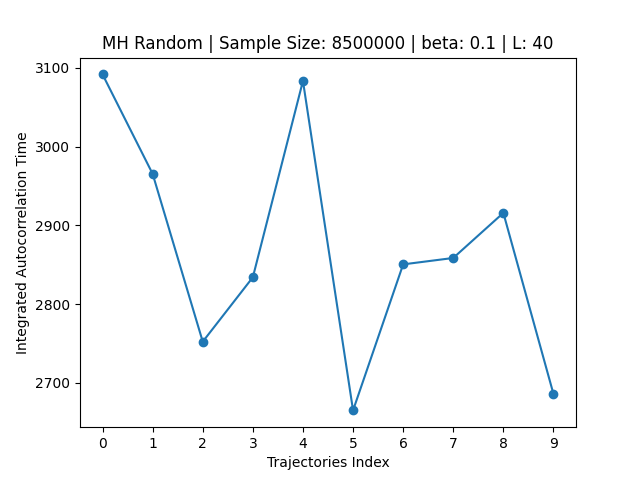 MH Random | Sample Size: 8500000 | beta: 0.1 | L: 40
Integrated Autocorrelation Time
3100
3000
2900
2800
2700
0 1 2 3 4 5 6 7 8 9
Trajectories Index